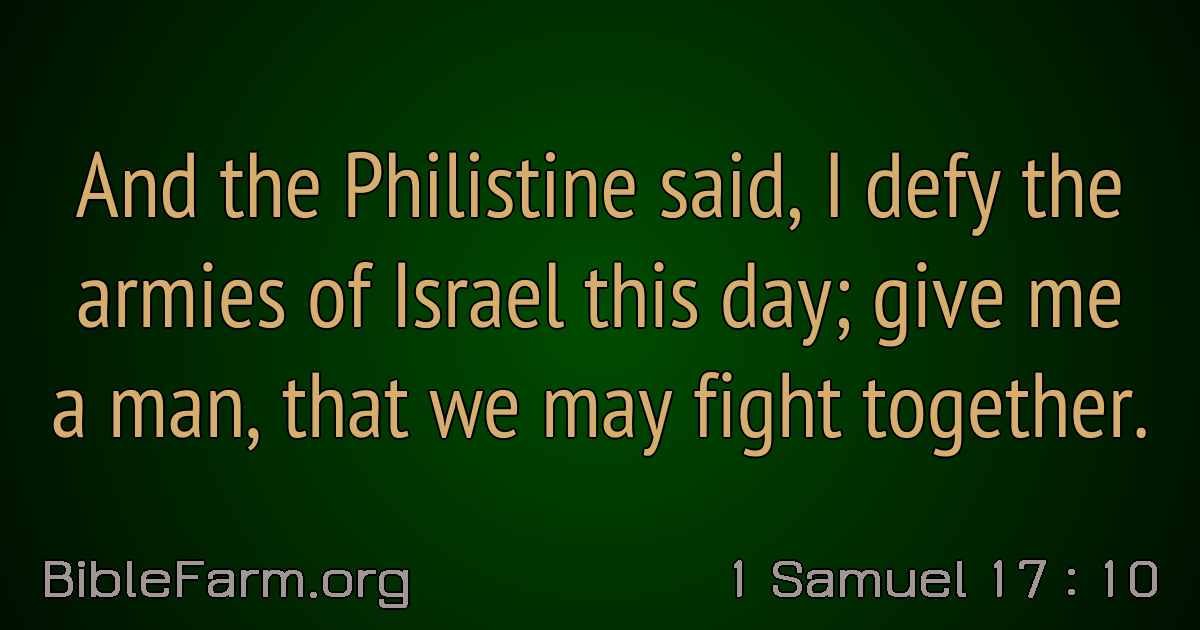 And the Philistine said, I defy the
armies of Israel this day; give me
a man, that we may fight together.
BibleFarm.org
1 Samuel 17 : 10